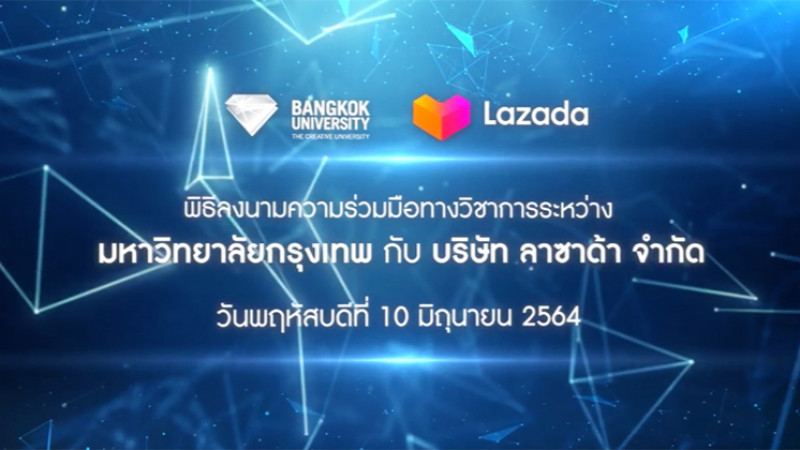 BANGKOK UNIVERSITY
THE CREATIVE UNIVERSITY
Lazada
พิธีลงนามความร่วมมือทางวิชาการระหว่าง
มหาวิทยาลัยกรุงเทพ กับ บริษัท ลาซาด้า จำกัด
วันพฤหัสบดีที่ 10 มิถุนายน 2564